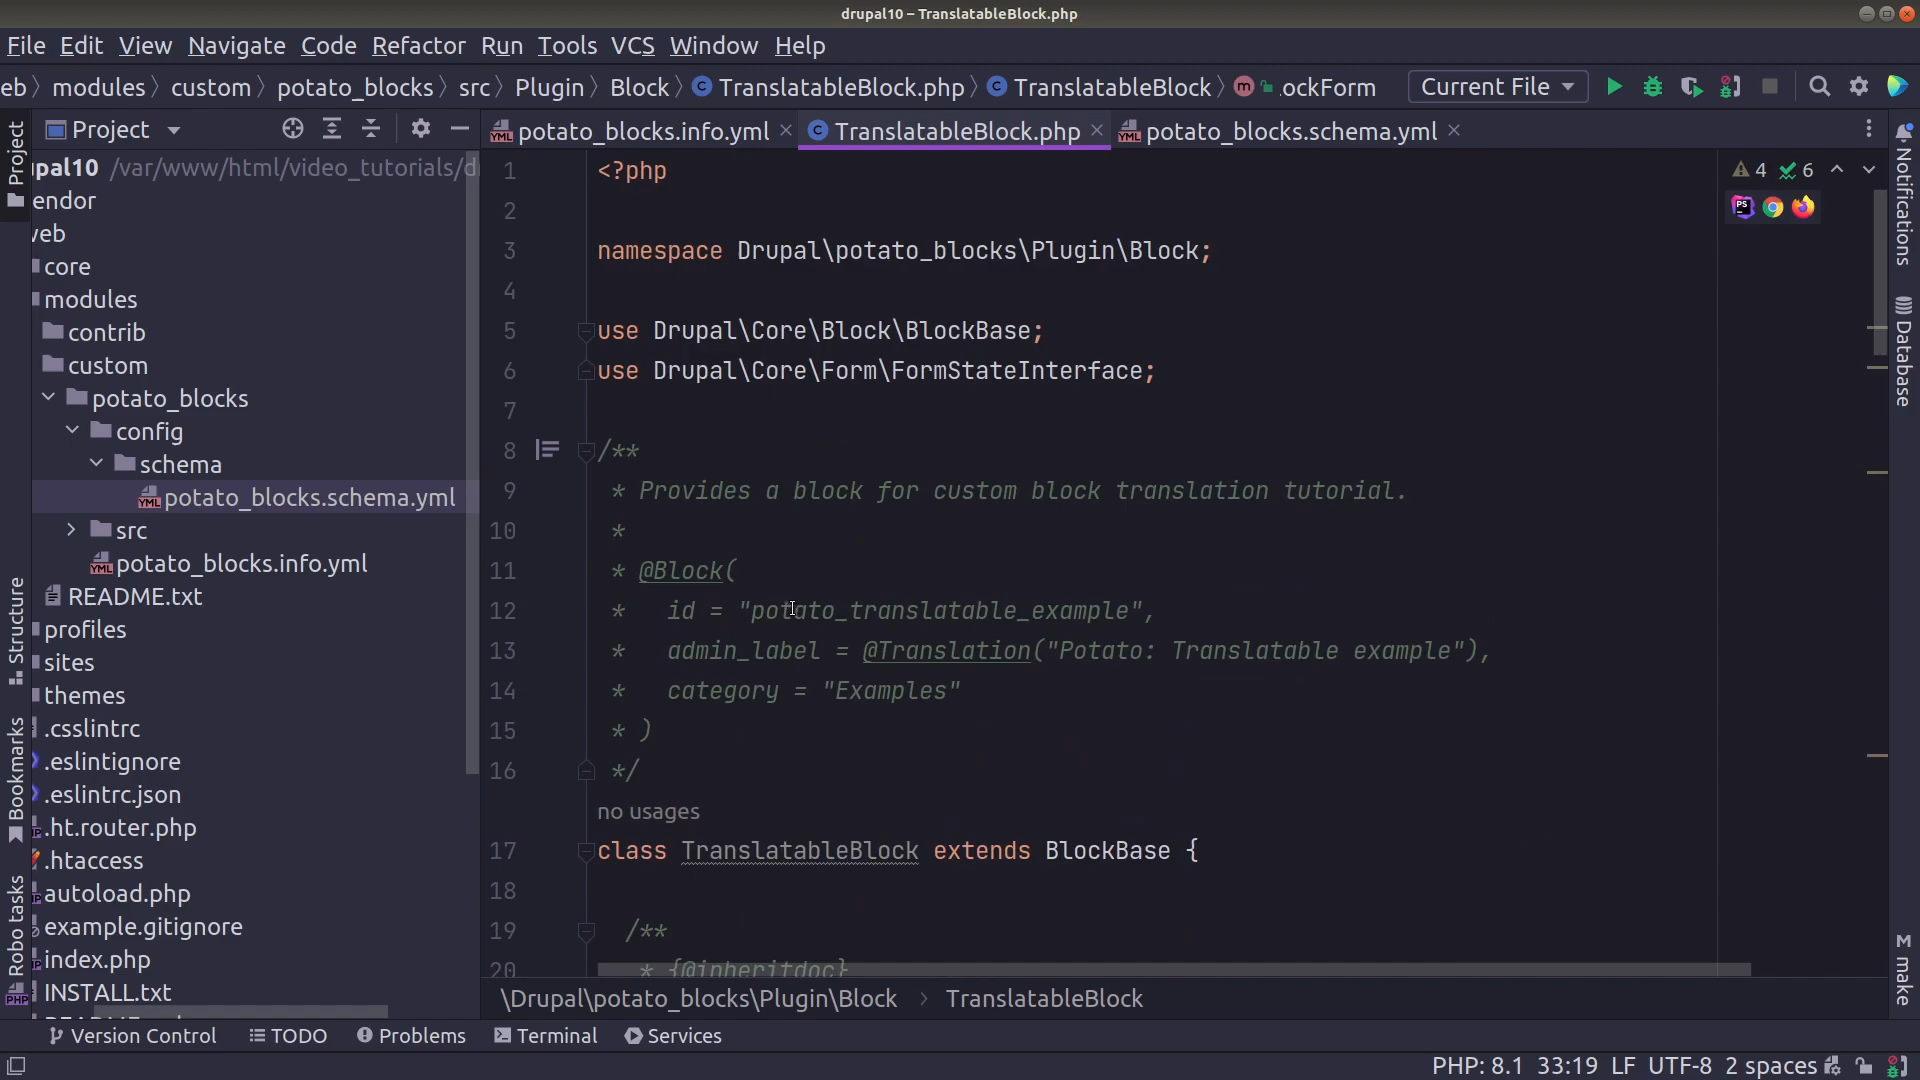 drupal10 – TranslatableBlock.php
File Edit View Navigate Code Refactor Run Tools VCS Window Help
eb modules custom potato_blocks src Plugin Block TranslatableBlock.php TranslatableBlock .ockForm Current File
Project
potato_blocks.info.yml TranslatableBlock.php potato_blocks.schema.yml
pal10 /var/www/html/video_tutorials/d
endor
eb
core
modules
contrib
custom
potato_blocks
config
schema
potato_blocks.schema.yml
src
potato_blocks.info.yml
README.txt
profiles
sites
themes
.csslintrc
.eslintignore
.eslintrc.json
.ht.router.php
.htaccess
autoload.php
example.gitignore
index.php
INSTALL.txt
Project
Structure
Bookmarks
Robo tasks
PHP
1 <?php
2
3 namespace Drupal\potato_blocks\Plugin\Block;
4
5 use Drupal\Core\Block\BlockBase;
6 use Drupal\Core\Form\FormStateInterface;
7
8 /**
9 * Provides a block for custom block translation tutorial.
10 *
11 * @Block(
12 *   id = "potato_translatable_example",
13 *   admin_label = @Translation("Potato: Translatable example"),
14 *   category = "Examples"
15 * )
16 */
no usages
17 class TranslatableBlock extends BlockBase {
18
19 /**
20 * {@inheritdoc}
4 6
Notifications
Database
M make
\Drupal\potato_blocks\Plugin\Block › TranslatableBlock
Version Control TODO Problems Terminal Services
PHP: 8.1 33:19 LF UTF-8 2 spaces